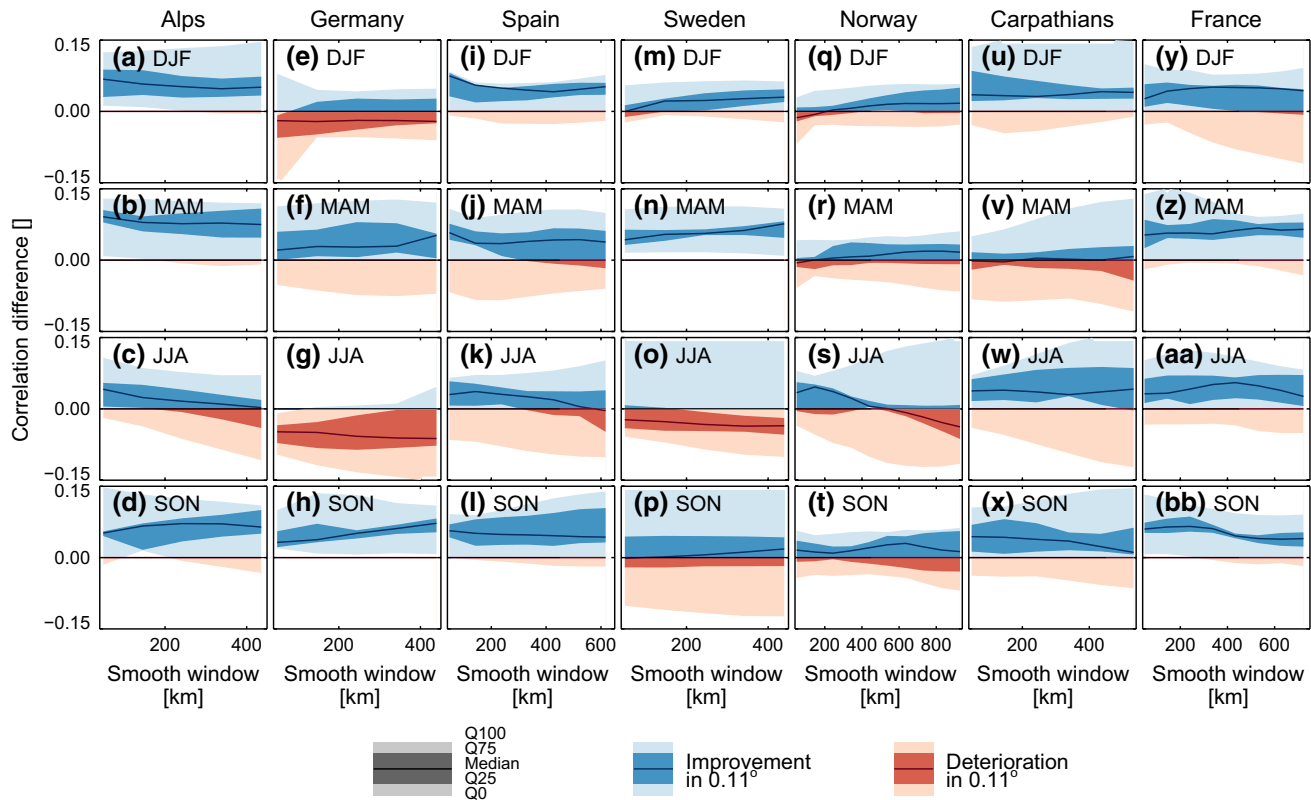 Alps Germany Spain Sweden Norway Carpathians France
0.15 (a) DJF (e) DJF (i) DJF (m) DJF (q) DJF (u) DJF (y) DJF
0.00
−0.15
0.15 (b) MAM (f) MAM (j) MAM (n) MAM (r) MAM (v) MAM (z) MAM
0.00
−0.15
Correlation difference []
0.15 (c) JJA (g) JJA (k) JJA (o) JJA (s) JJA (w) JJA (aa) JJA
0.00
−0.15
0.15 (d) SON (h) SON (l) SON (p) SON (t) SON (x) SON (bb) SON
0.00
−0.15
200 400 200 400 200 400 600 200 400 200 400 600 800 200 400 200 400 600
Smooth window Smooth window Smooth window Smooth window Smooth window Smooth window Smooth window
[km] [km] [km] [km] [km] [km] [km]
Q100
Q75
Median
Q25
Q0
Improvement
in 0.11°
Deterioration
in 0.11°